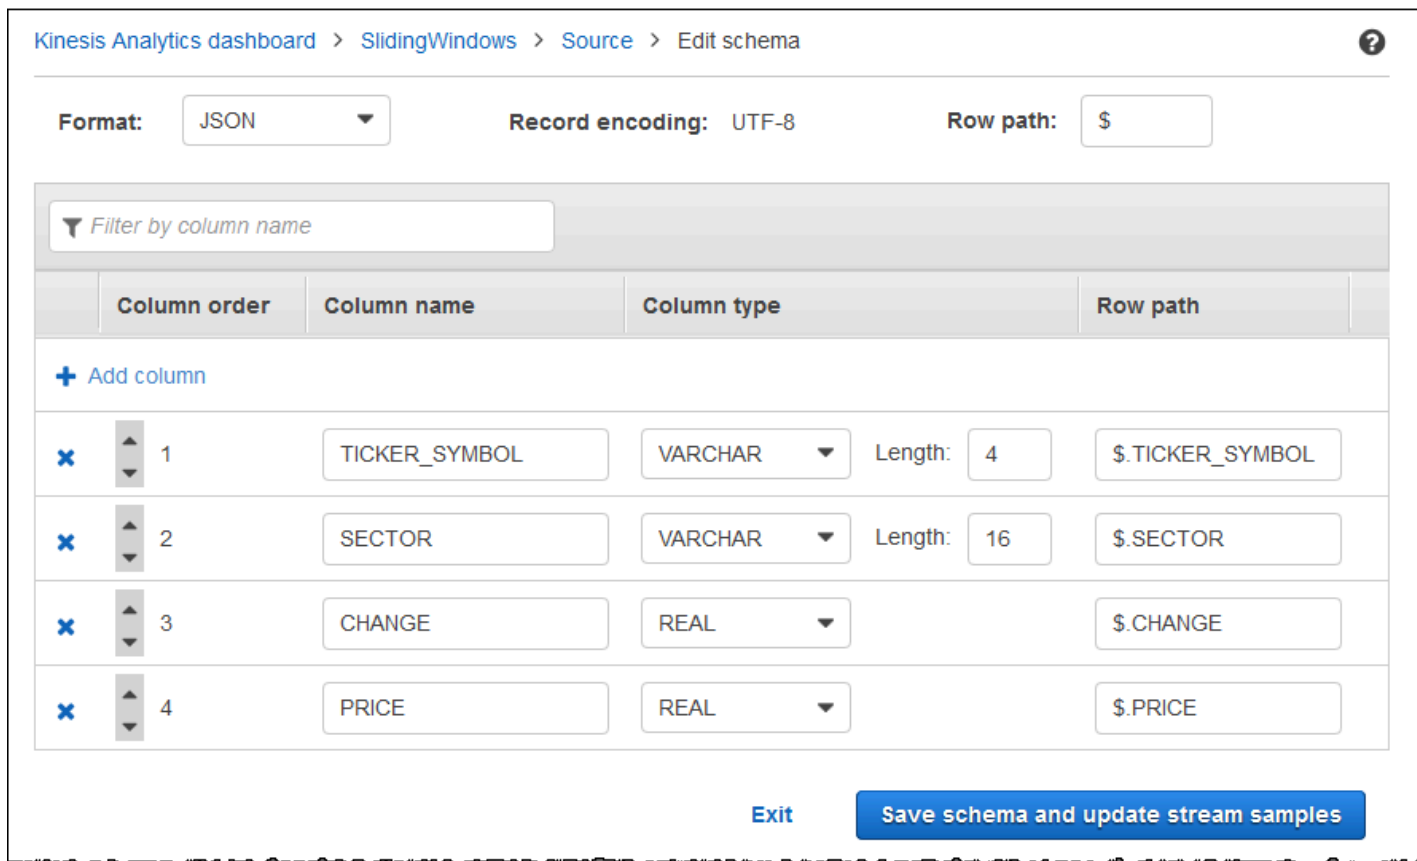 Kinesis Analytics dashboard > SlidingWindows > Source > Edit schema
Format: JSON Record encoding: UTF-8 Row path: $
Filter by column name
Column order Column name Column type Row path
Add column
1 TICKER_SYMBOL VARCHAR Length: 4 $.TICKER_SYMBOL
2 SECTOR VARCHAR Length: 16 $.SECTOR
3 CHANGE REAL $.CHANGE
4 PRICE REAL $.PRICE
Exit Save schema and update stream samples